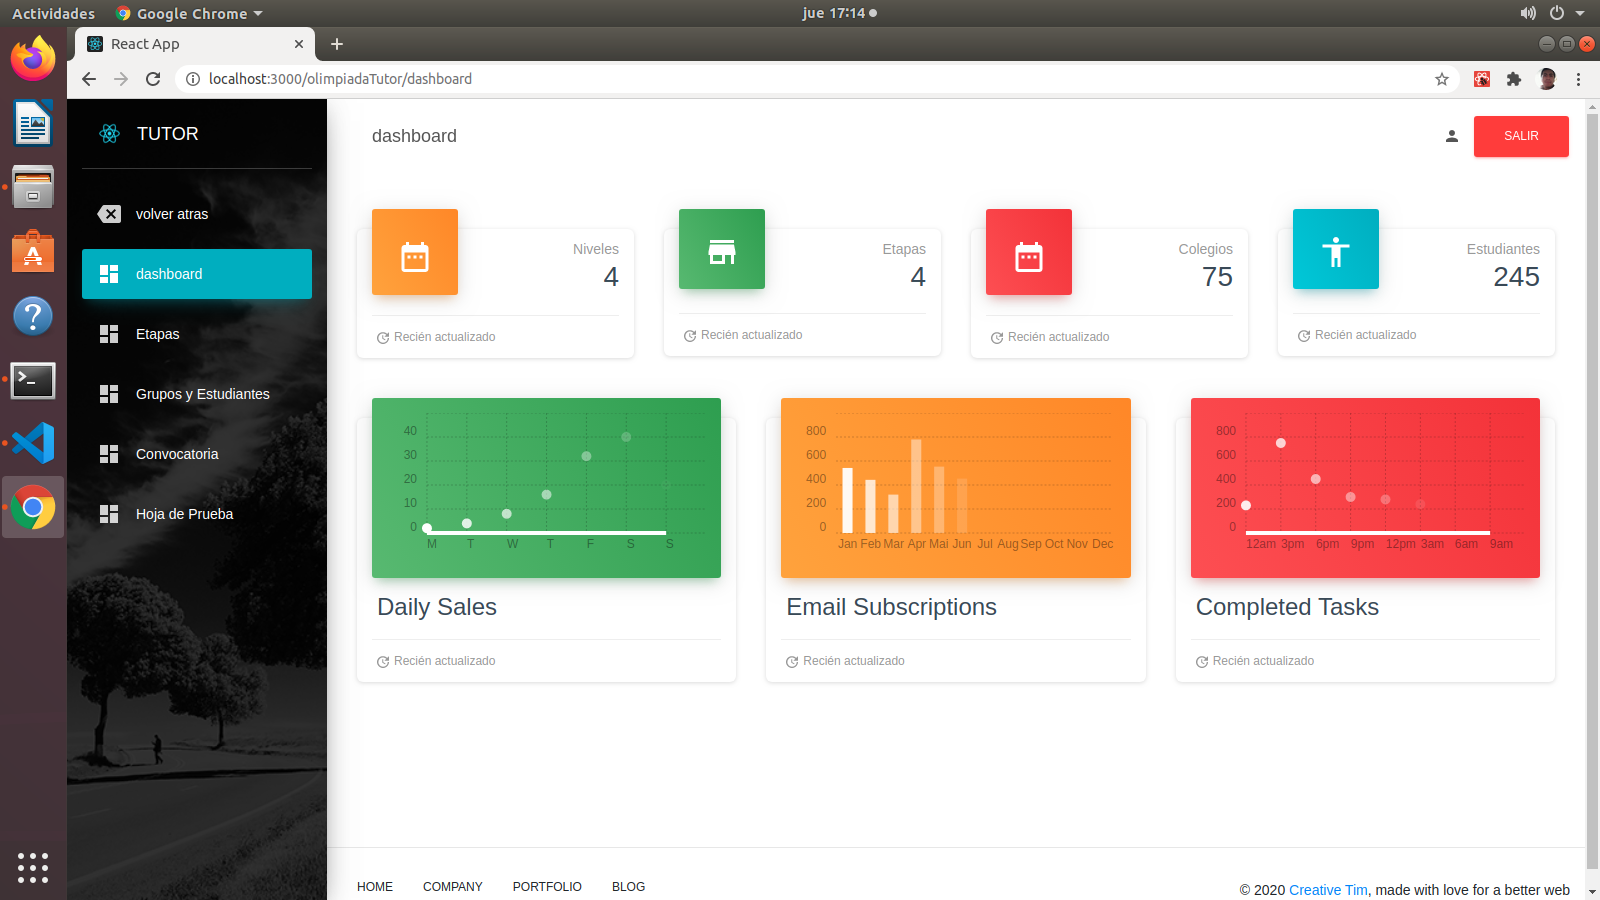 Actividades
Google Chrome
jue 17:14
React App
localhost:3000/olimpiadaTutor/dashboard
TUTOR
volver atras
dashboard
Etapas
Grupos y Estudiantes
Convocatoria
Hoja de Prueba
dashboard
SALIR
Niveles
4
Recién actualizado
Etapas
4
Recién actualizado
Colegios
75
Recién actualizado
Estudiantes
245
Recién actualizado
40
30
20
10
0
M T W T F S S
Daily Sales
Recién actualizado
800
600
400
200
0
Jan Feb Mar Apr Mai Jun Jul Aug Sep Oct Nov Dec
Email Subscriptions
Recién actualizado
800
600
400
200
0
12am 3pm 6pm 9pm 12pm 3am 6am 9am
Completed Tasks
Recién actualizado
HOME COMPANY PORTFOLIO BLOG
© 2020 Creative Tim, made with love for a better web